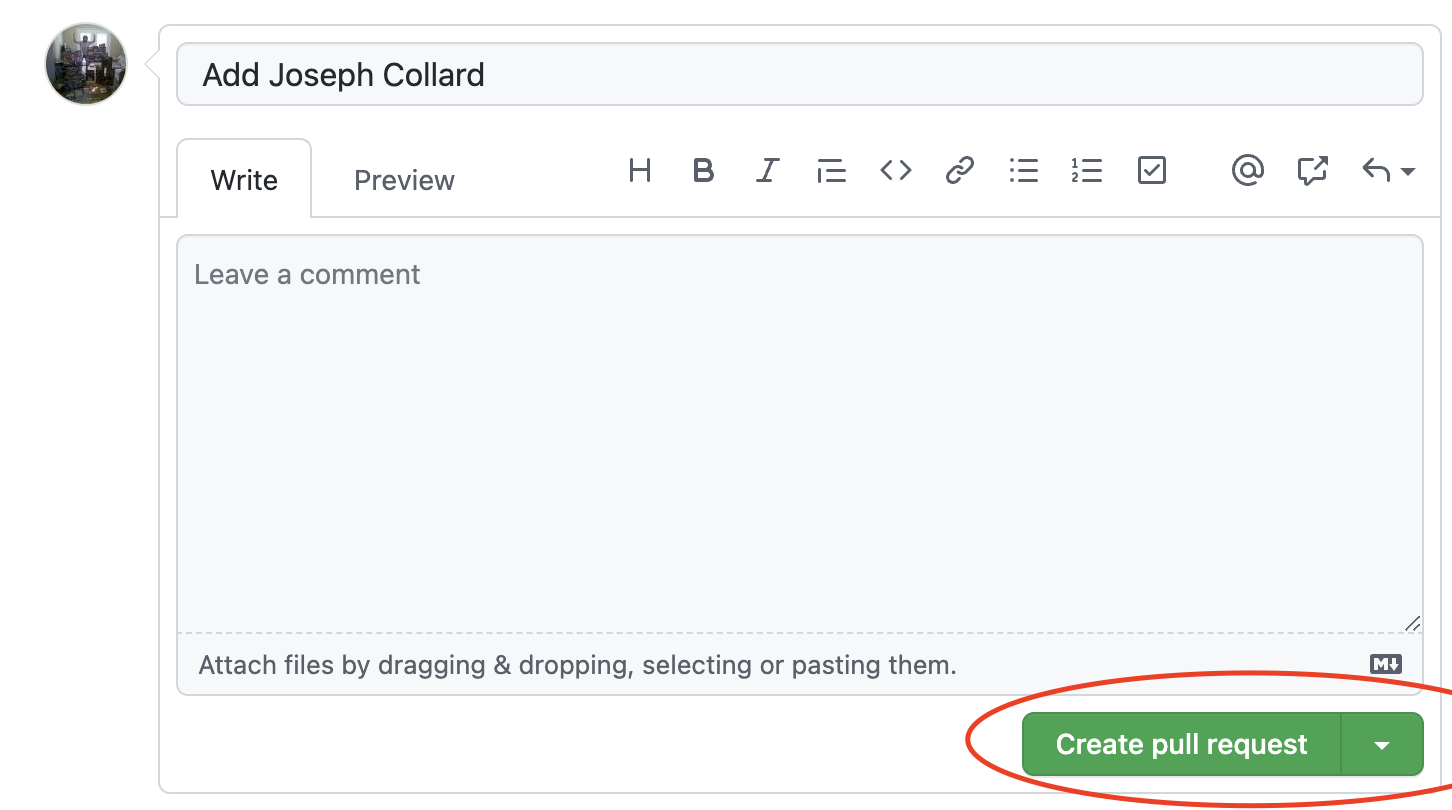 Add Joseph Collard
Write Preview
Leave a comment
Attach files by dragging & dropping, selecting or pasting them.
Create pull request